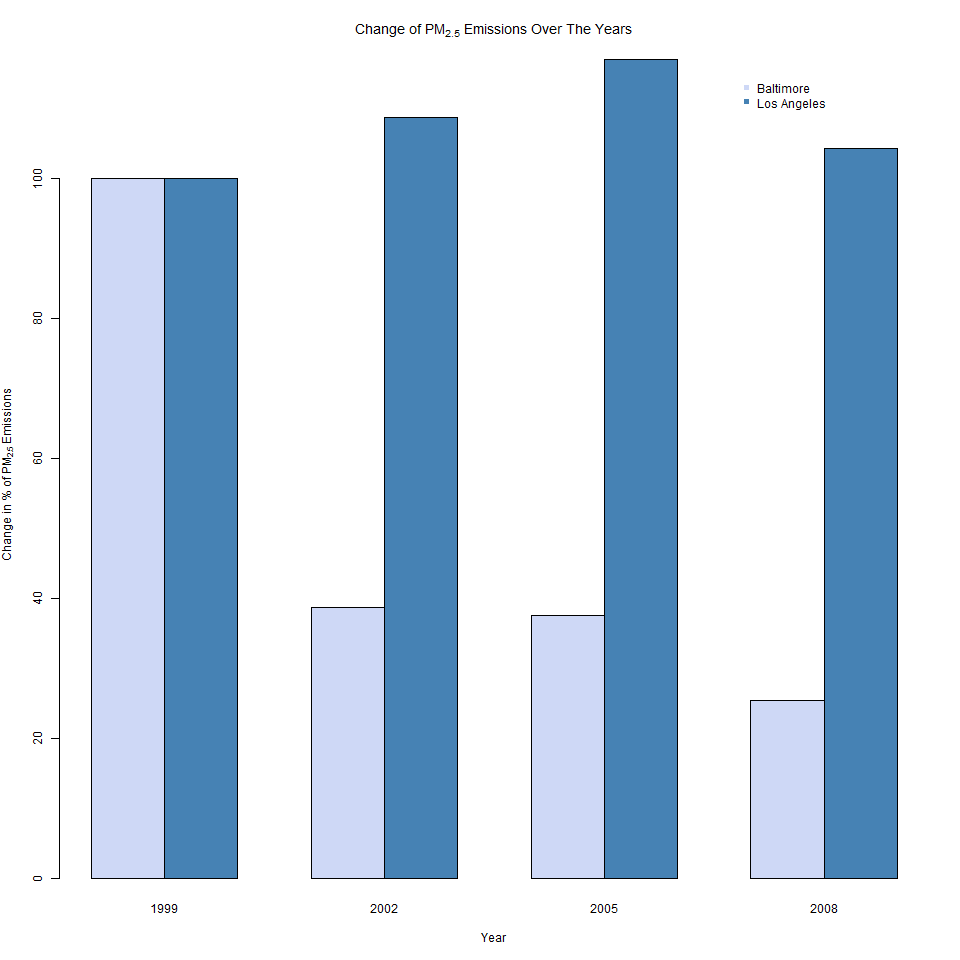 Change of PM2.5 Emissions Over The Years
Baltimore
Los Angeles
Change in % of PM2.5 Emissions
100
80
60
40
20
0
1999 2002 2005 2008
Year